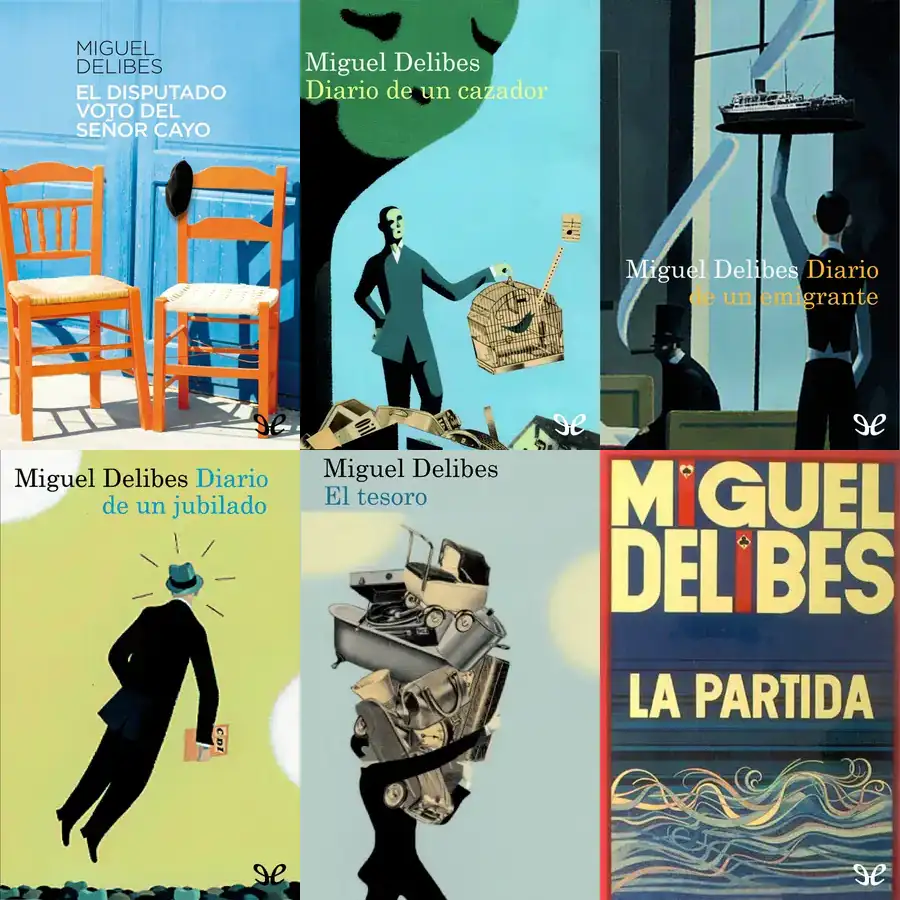 MIGUEL
DELIBES
EL DISPUTADO
VOTO DEL
SEÑOR CAYO
Miguel Delibes
Diario de un cazador
Miguel Delibes Diario
de un emigrante
Miguel Delibes Diario
de un jubilado
CDL
Miguel Delibes
El tesoro
MIGUEL
DELIBES
LA PARTIDA